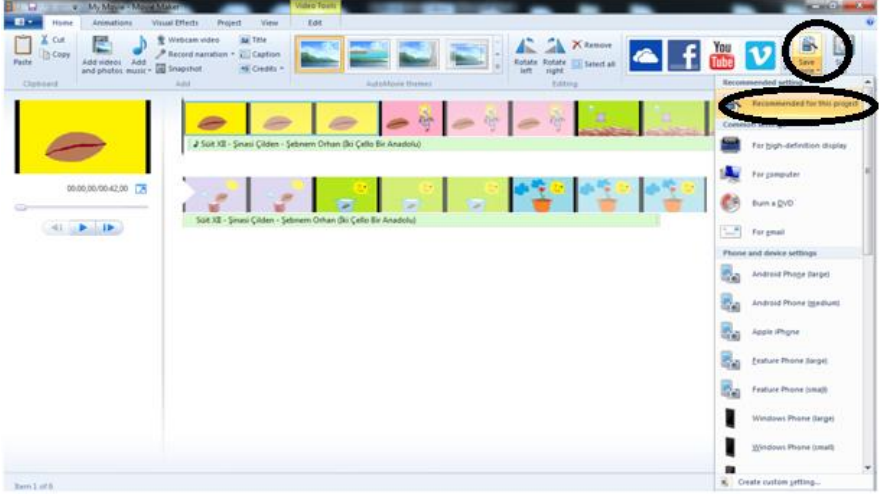 My Movie - Movie Maker
Video Tools
Home Animations Visual Effects Project View Edit
Paste
Cut
Copy
Clipboard
Add videos and photos
Add music
Webcam video
Record narration
Snapshot
Title
Caption
Credits
Add
AutoMovie themes
Rotate left
Rotate right
Remove
Select all
Editing
f
You
Tube
V
Save
Recommended setting
Recommended for this project
Common
For high-definition display
For computer
Burn a DVD
For email
Phone and device settings
Android Phone (large)
Android Phone (medium)
Apple iPhone
Feature Phone (large)
Feature Phone (small)
Windows Phone (large)
Windows Phone (small)
Create custom setting...
Süit XII - Şinasi Çilden - Şebnem Orhan (İki Çello Bir Anadolu)
Süit XII - Şinasi Çilden - Şebnem Orhan (İki Çello Bir Anadolu)
00:00,00/00:42,00
Item 1 of 8